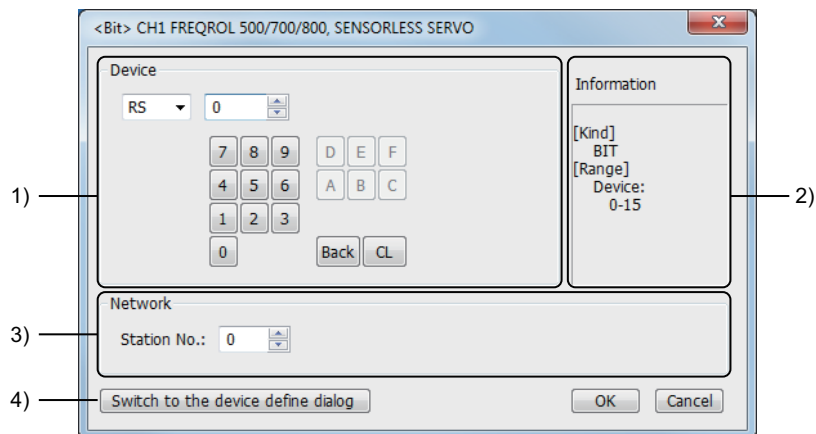 <Bit> CH1 FREQROL 500/700/800, SENSORLESS SERVO
Device
RS 0
7 8 9 D E F
4 5 6 A B C
1 2 3
0 Back CL
Information
[Kind]
BIT
[Range]
Device:
0-15
1)
2)
Network
Station No.: 0
3)
4)
Switch to the device define dialog OK Cancel